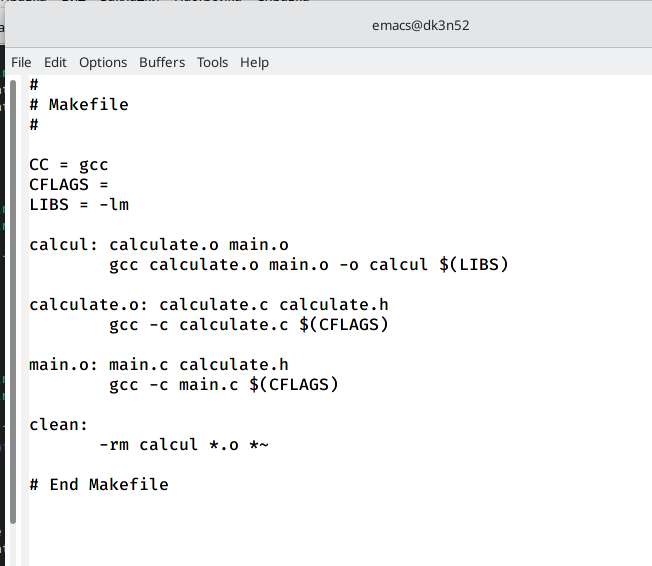 emacs@dk3n52
File Edit Options Buffers Tools Help
#
# Makefile
#
CC = gcc
CFLAGS =
LIBS = -lm
calcul: calculate.o main.o
gcc calculate.o main.o -o calcul $(LIBS)
calculate.o: calculate.c calculate.h
gcc -c calculate.c $(CFLAGS)
main.o: main.c calculate.h
gcc -c main.c $(CFLAGS)
clean:
-rm calcul *.o *~
# End Makefile